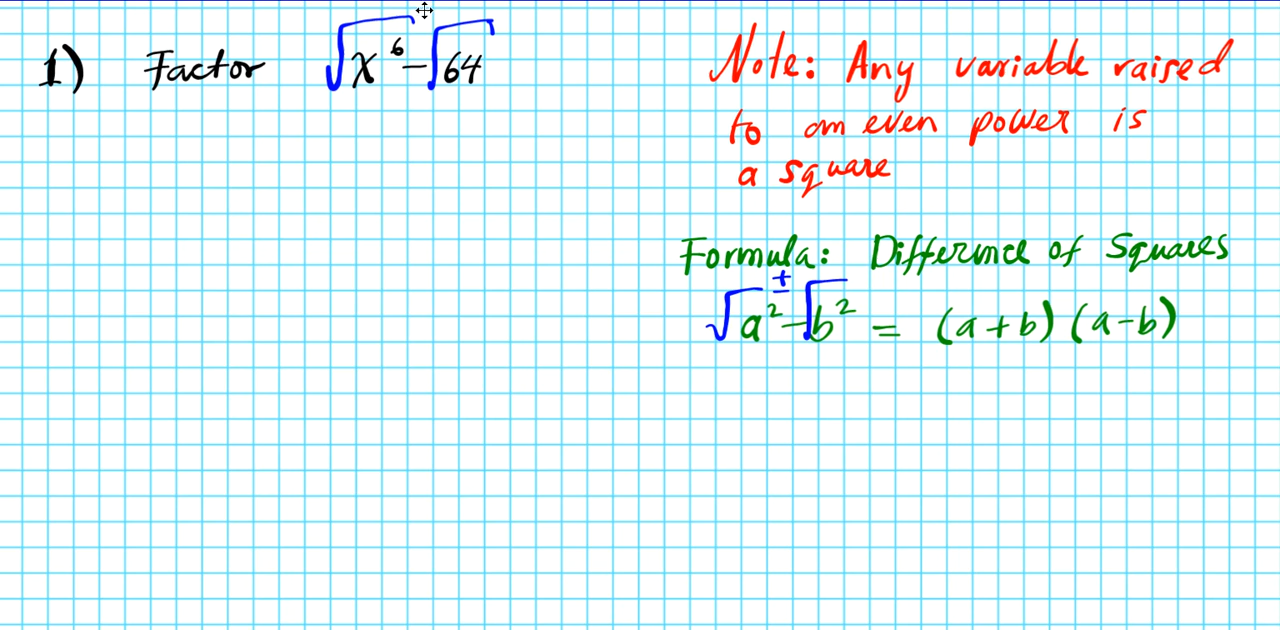 1) Factor √x⁶ - √64
Note: Any variable raised
to an even power is
a square
Formula: Difference of Squares
±
√a² - √b² = (a + b) (a - b)